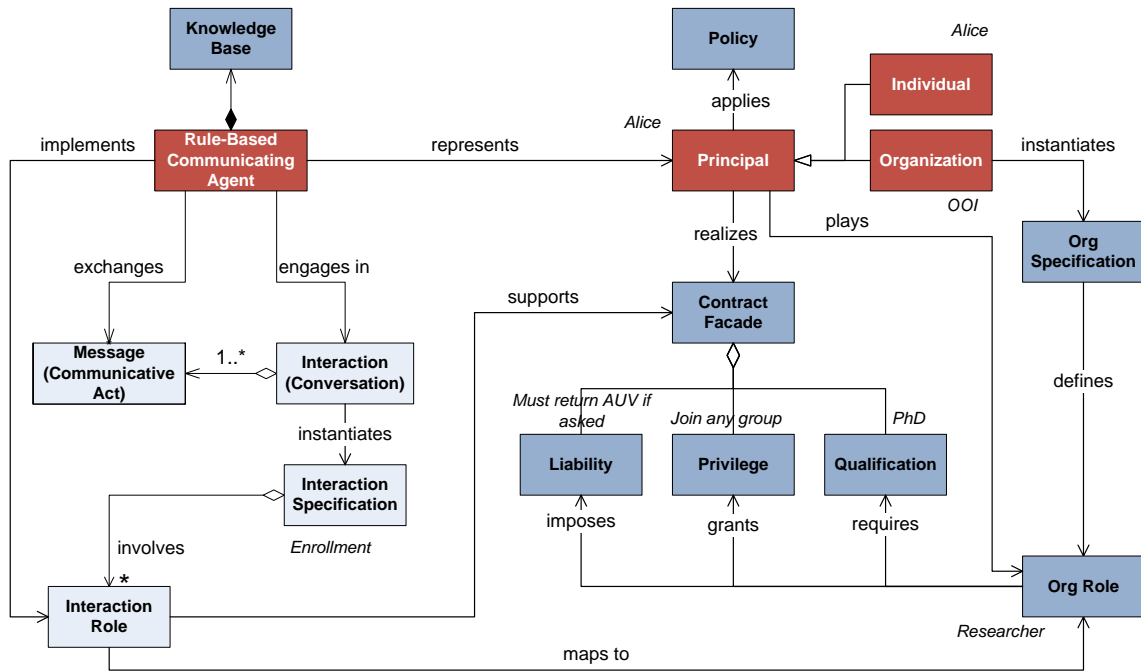 Knowledge
Base
Policy
Alice
Individual
applies
implements
Alice
Rule-Based
Communicating
Agent
represents
Principal
Organization
instantiates
OOI
plays
realizes
Org
Specification
exchanges
engages in
supports
Contract
Facade
Message
(Communicative
Act)
1..*
Interaction
(Conversation)
defines
Must return AUV if
asked
Join any group
PhD
instantiates
Liability
Privilege
Qualification
Interaction
Specification
imposes
grants
requires
Enrollment
involves
*
Interaction
Role
Org Role
Researcher
maps to